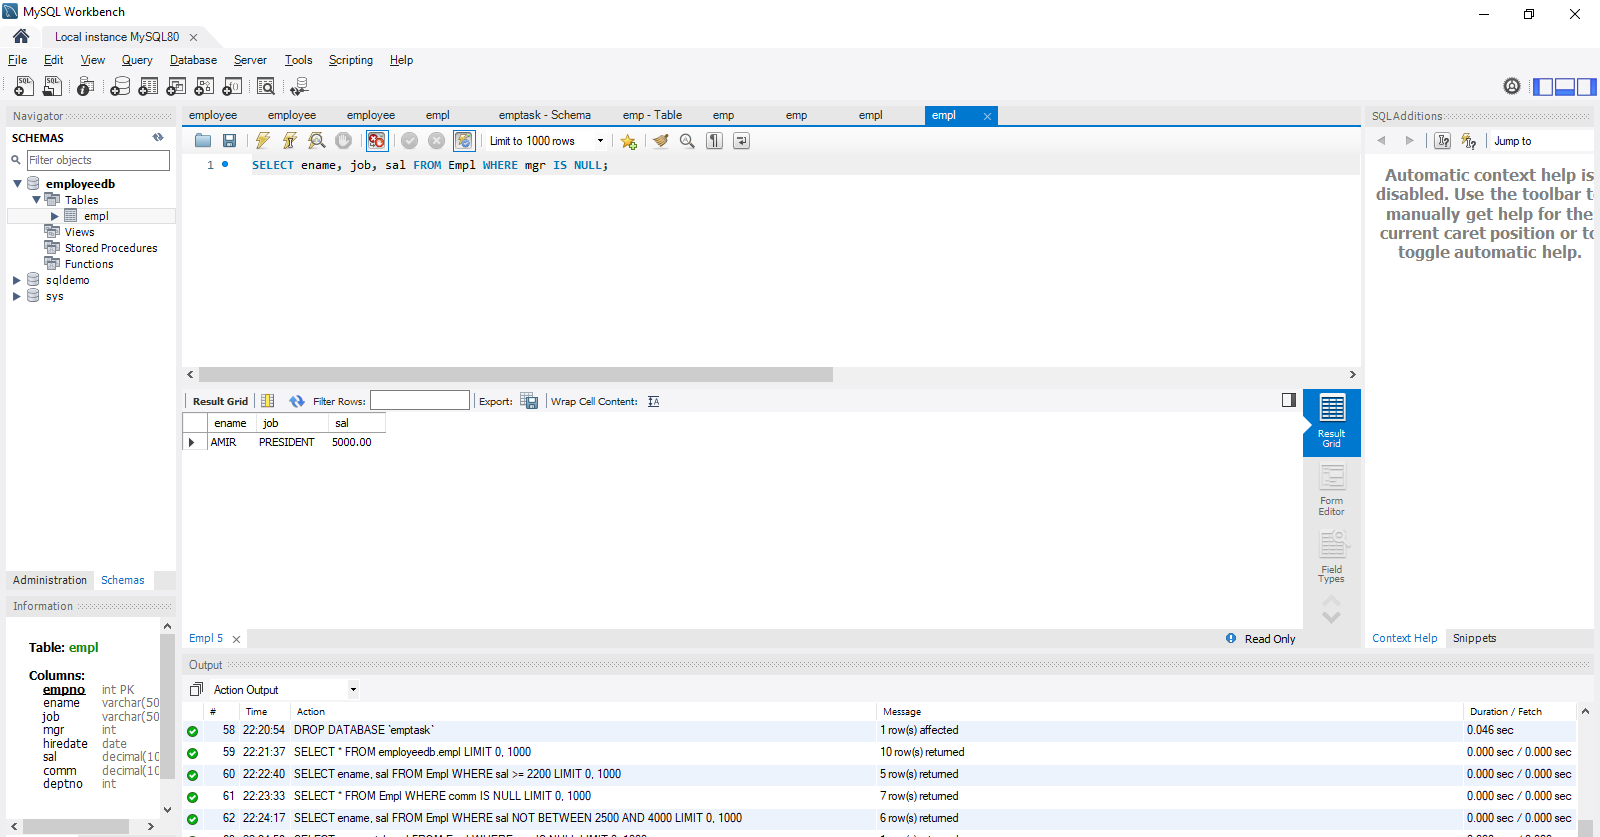 MySQL Workbench
Local instance MySQL80
File Edit View Query Database Server Tools Scripting Help
Navigator
SCHEMAS
Filter objects
employeedb
Tables
empl
Views
Stored Procedures
Functions
sqldemo
sys
Administration Schemas
Information
Table: empl
Columns:
empno int PK
ename varchar(50
job varchar(50
mgr int
hiredate date
sal decimal(10
comm decimal(10
deptno int
employee employee employee empl emptask - Schema emp - Table emp emp empl empl
Limit to 1000 rows
1 SELECT ename, job, sal FROM Empl WHERE mgr IS NULL;
Result Grid Filter Rows: Export: Wrap Cell Content:
ename job sal
AMIR PRESIDENT 5000.00
Result
Grid
Form
Editor
Field
Types
Empl 5
Read Only
SQLAdditions
Jump to
Automatic context help is
disabled. Use the toolbar
manually get help for the
current caret position or
toggle automatic help.
Context Help Snippets
Output
Action Output
# Time Action Message Duration / Fetch
58 22:20:54 DROP DATABASE `emptask` 1 row(s) affected 0.046 sec
59 22:21:37 SELECT * FROM employeedb.empl LIMIT 0, 1000 10 row(s) returned 0.000 sec / 0.000 sec
60 22:22:40 SELECT ename, sal FROM Empl WHERE sal >= 2200 LIMIT 0, 1000 5 row(s) returned 0.000 sec / 0.000 sec
61 22:23:33 SELECT * FROM Empl WHERE comm IS NULL LIMIT 0, 1000 7 row(s) returned 0.000 sec / 0.000 sec
62 22:24:17 SELECT ename, sal FROM Empl WHERE sal NOT BETWEEN 2500 AND 4000 LIMIT 0, 1000 6 row(s) returned 0.000 sec / 0.000 sec